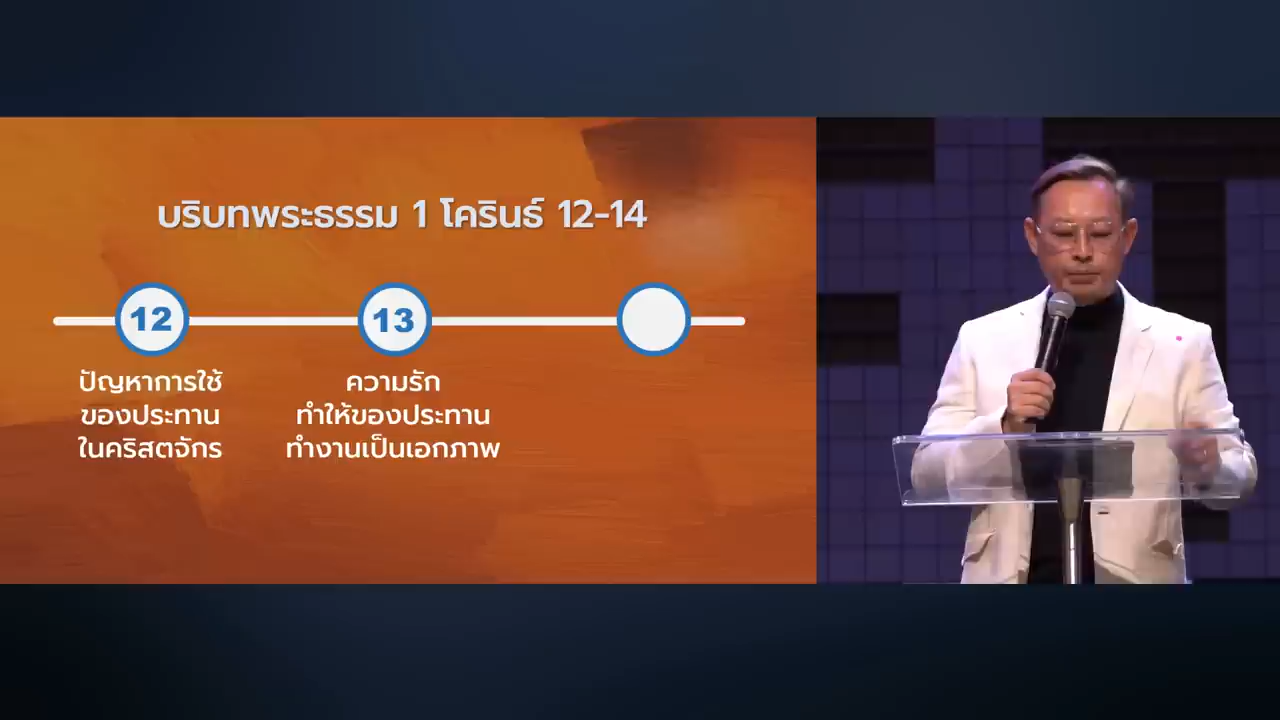 บริบทพระธรรม 1 โครินธ์ 12-14
12
13
ปัญหาการใช้
ของประทาน
ในคริสตจักร
ความรัก
ทำให้ของประทาน
ทำงานเป็นเอกภาพ